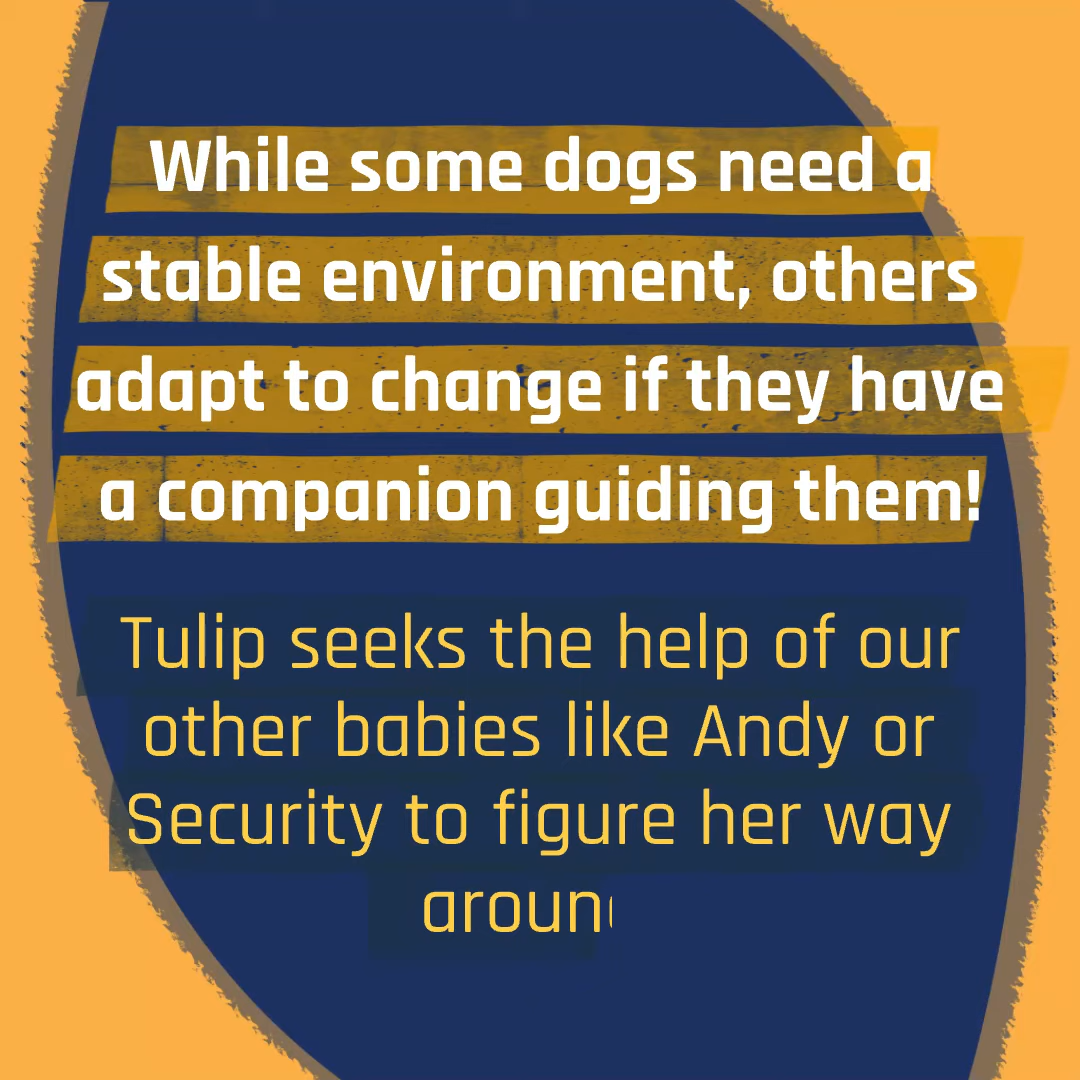 While some dogs need a
stable environment, others
adapt to change if they have
a companion guiding them!
Tulip seeks the help of our
other babies like Andy or
Security to figure her way
aroun